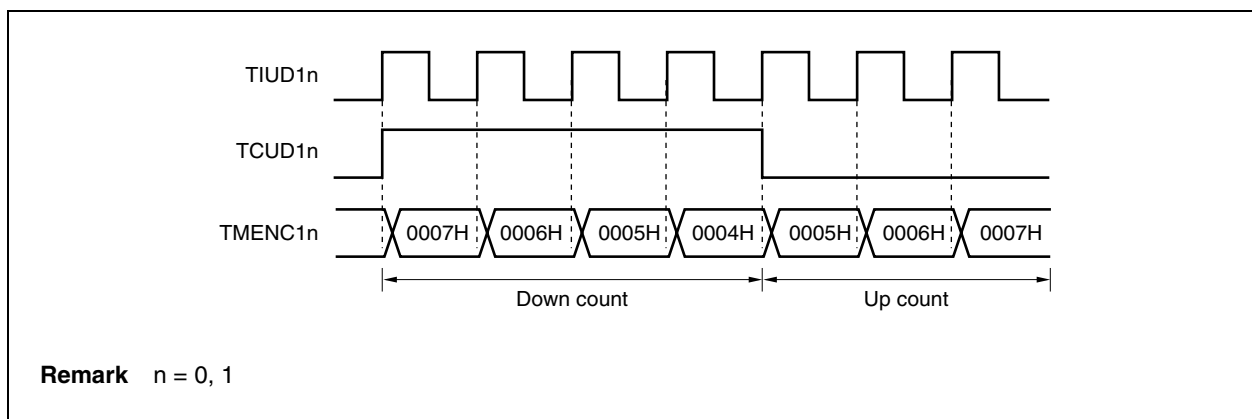 TIUD1n
TCUD1n
TMENC1n
0007H 0006H 0005H 0004H 0005H 0006H 0007H
Down count Up count
Remark n = 0, 1